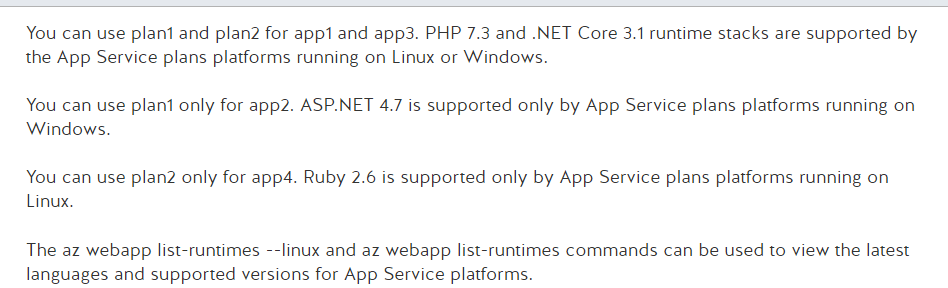 You can use plan1 and plan2 for app1 and app3. PHP 7.3 and .NET Core 3.1 runtime stacks are supported by
the App Service plans platforms running on Linux or Windows.
You can use plan1 only for app2. ASP.NET 4.7 is supported only by App Service plans platforms running on
Windows.
You can use plan2 only for app4. Ruby 2.6 is supported only by App Service plans platforms running on
Linux.
The az webapp list-runtimes --linux and az webapp list-runtimes commands can be used to view the latest
languages and supported versions for App Service platforms.